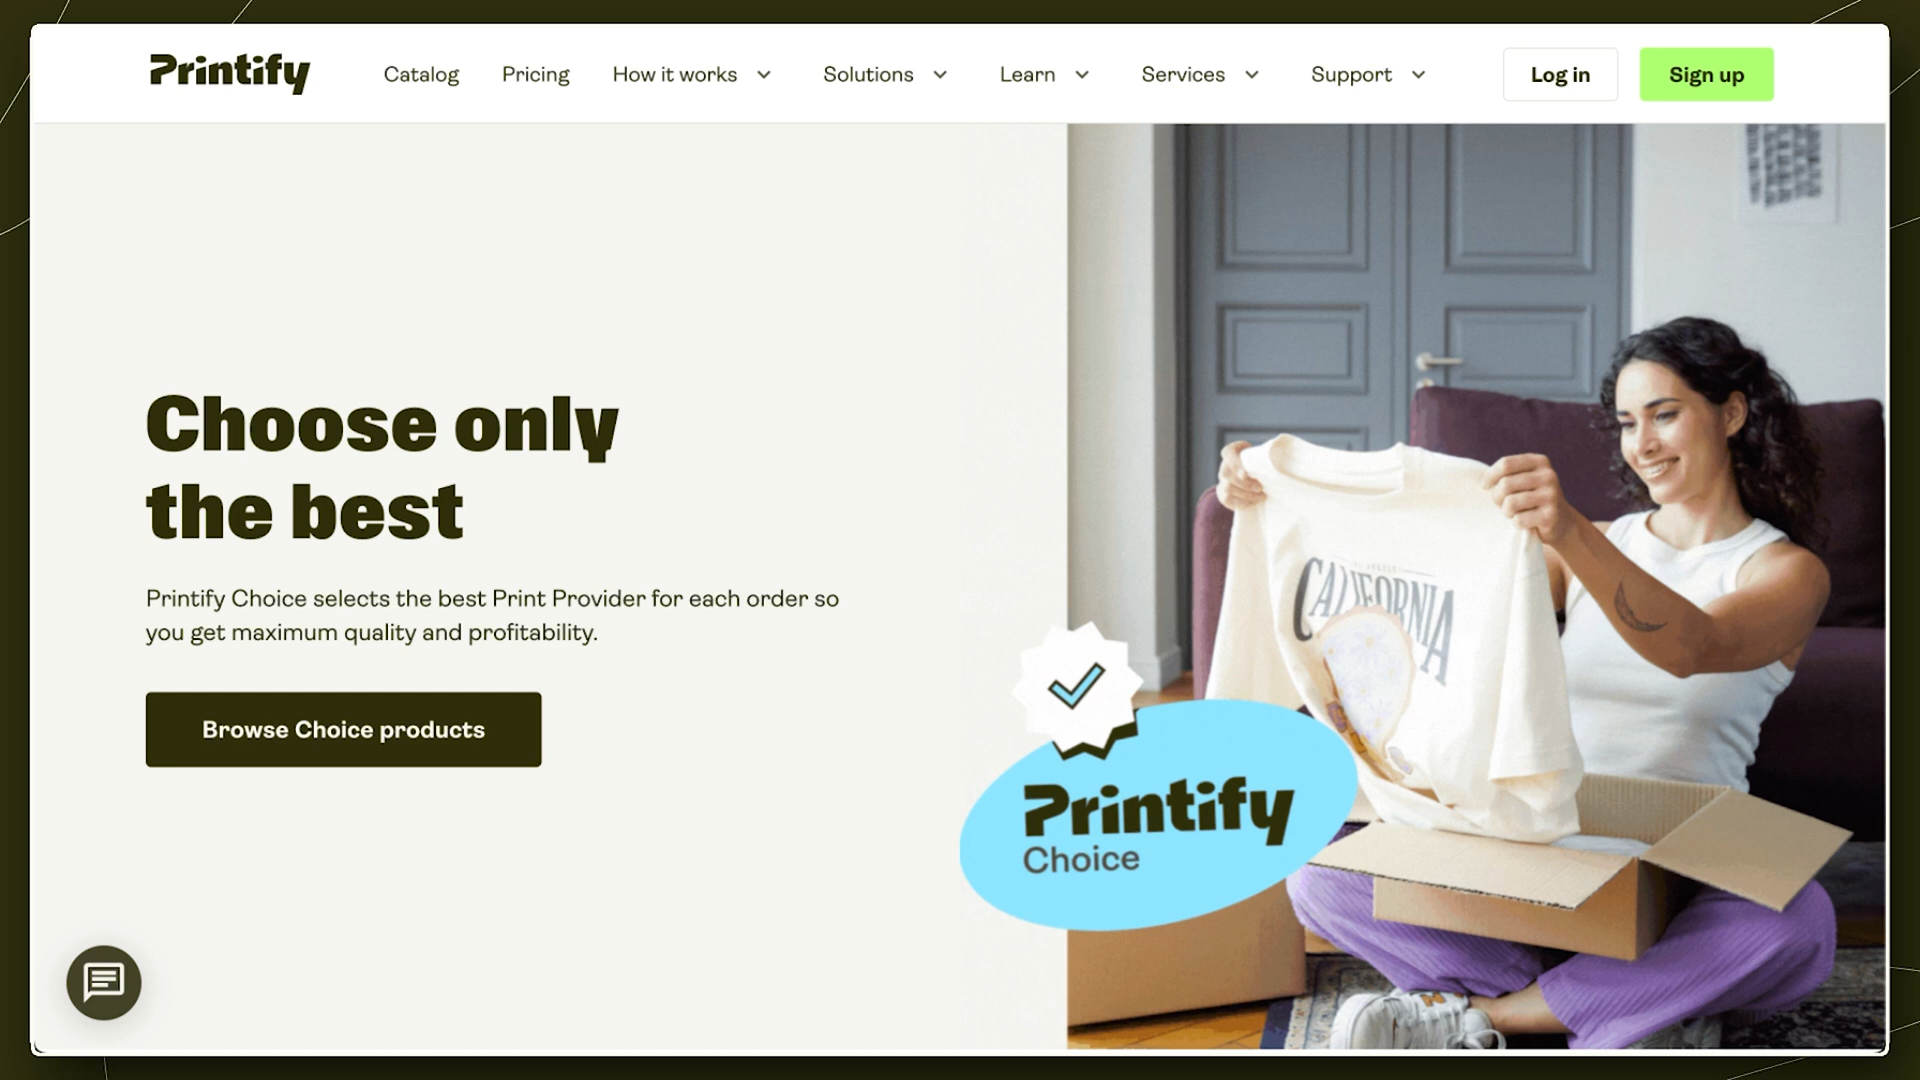 Printify
Catalog
Pricing
How it works
Solutions
Learn
Services
Support
Log in
Sign up
Choose only
the best
Printify Choice selects the best Print Provider for each order so
you get maximum quality and profitability.
Browse Choice products
CALIFORNIA
Printify
Choice